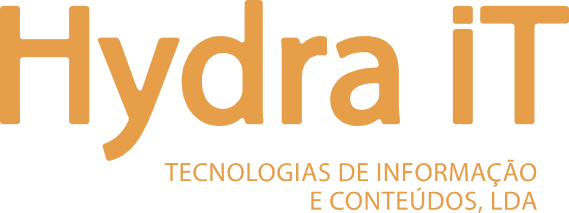 Hydra iT
TECNOLOGIAS DE INFORMAÇÃO
E CONTEÚDOS, LDA